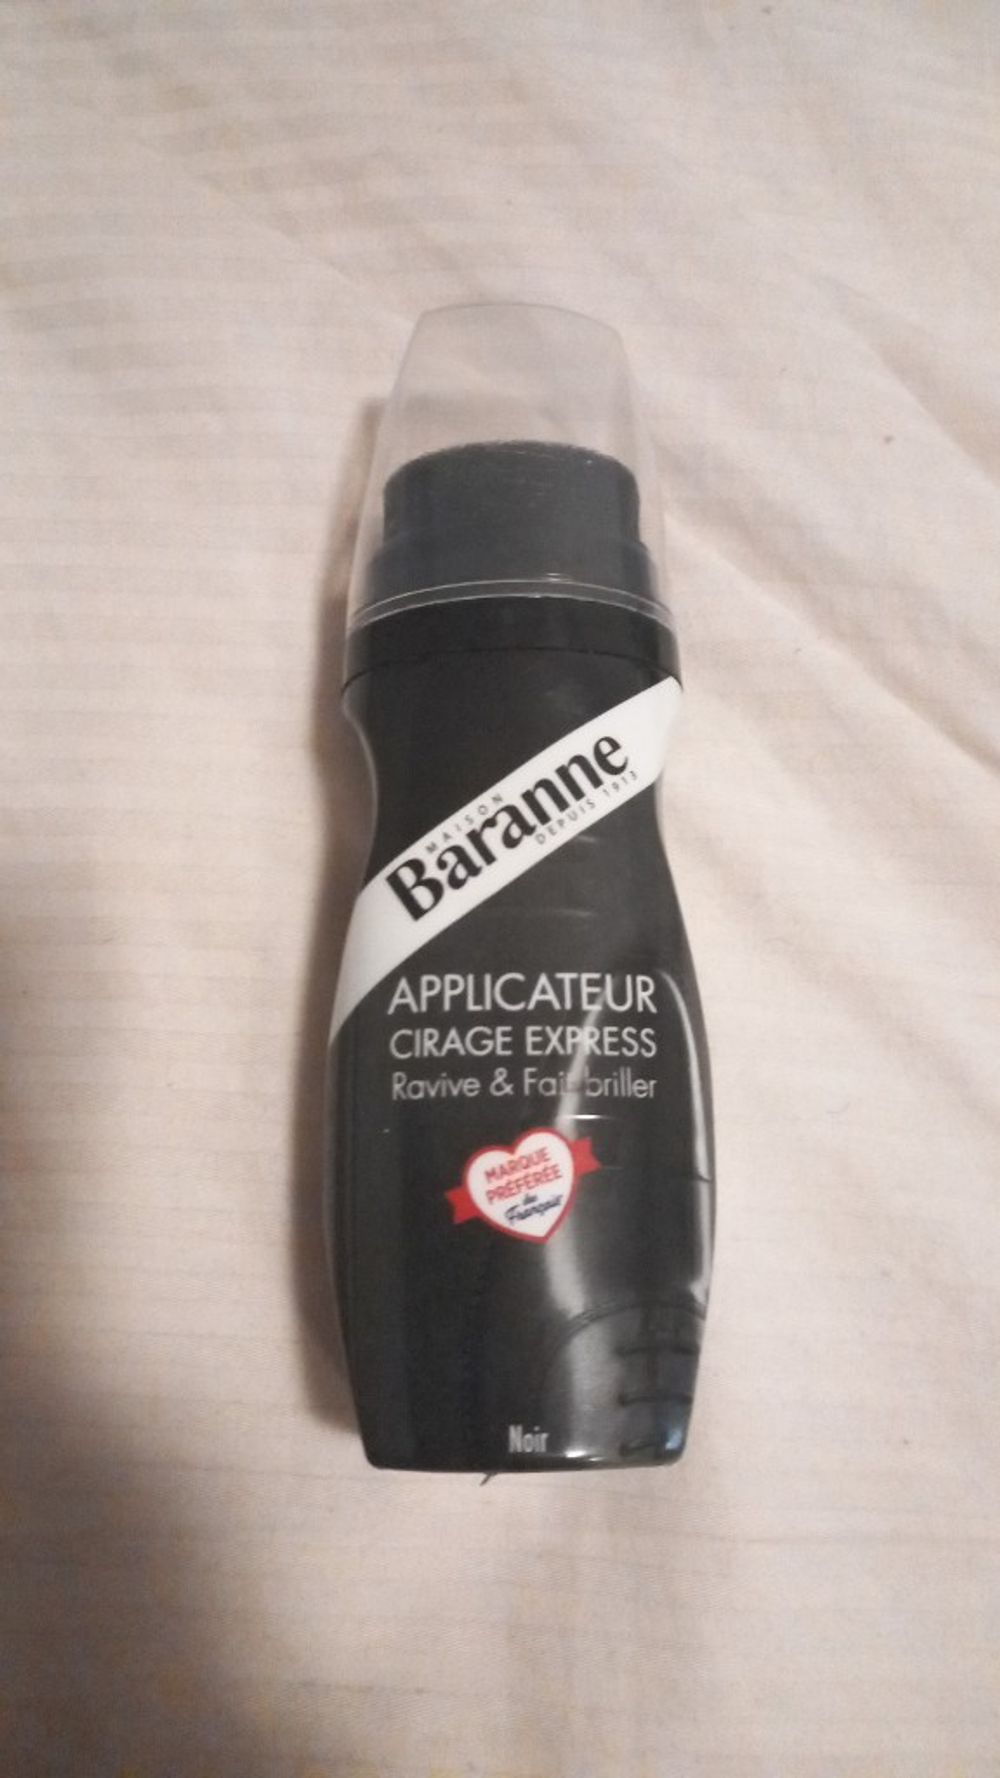 MAISON
Baranne
DEPUIS 1913
APPLICATEUR
CIRAGE EXPRESS
Ravive & Fait briller
MARQUE
PRÉFÉRÉE
des
Français
Noir